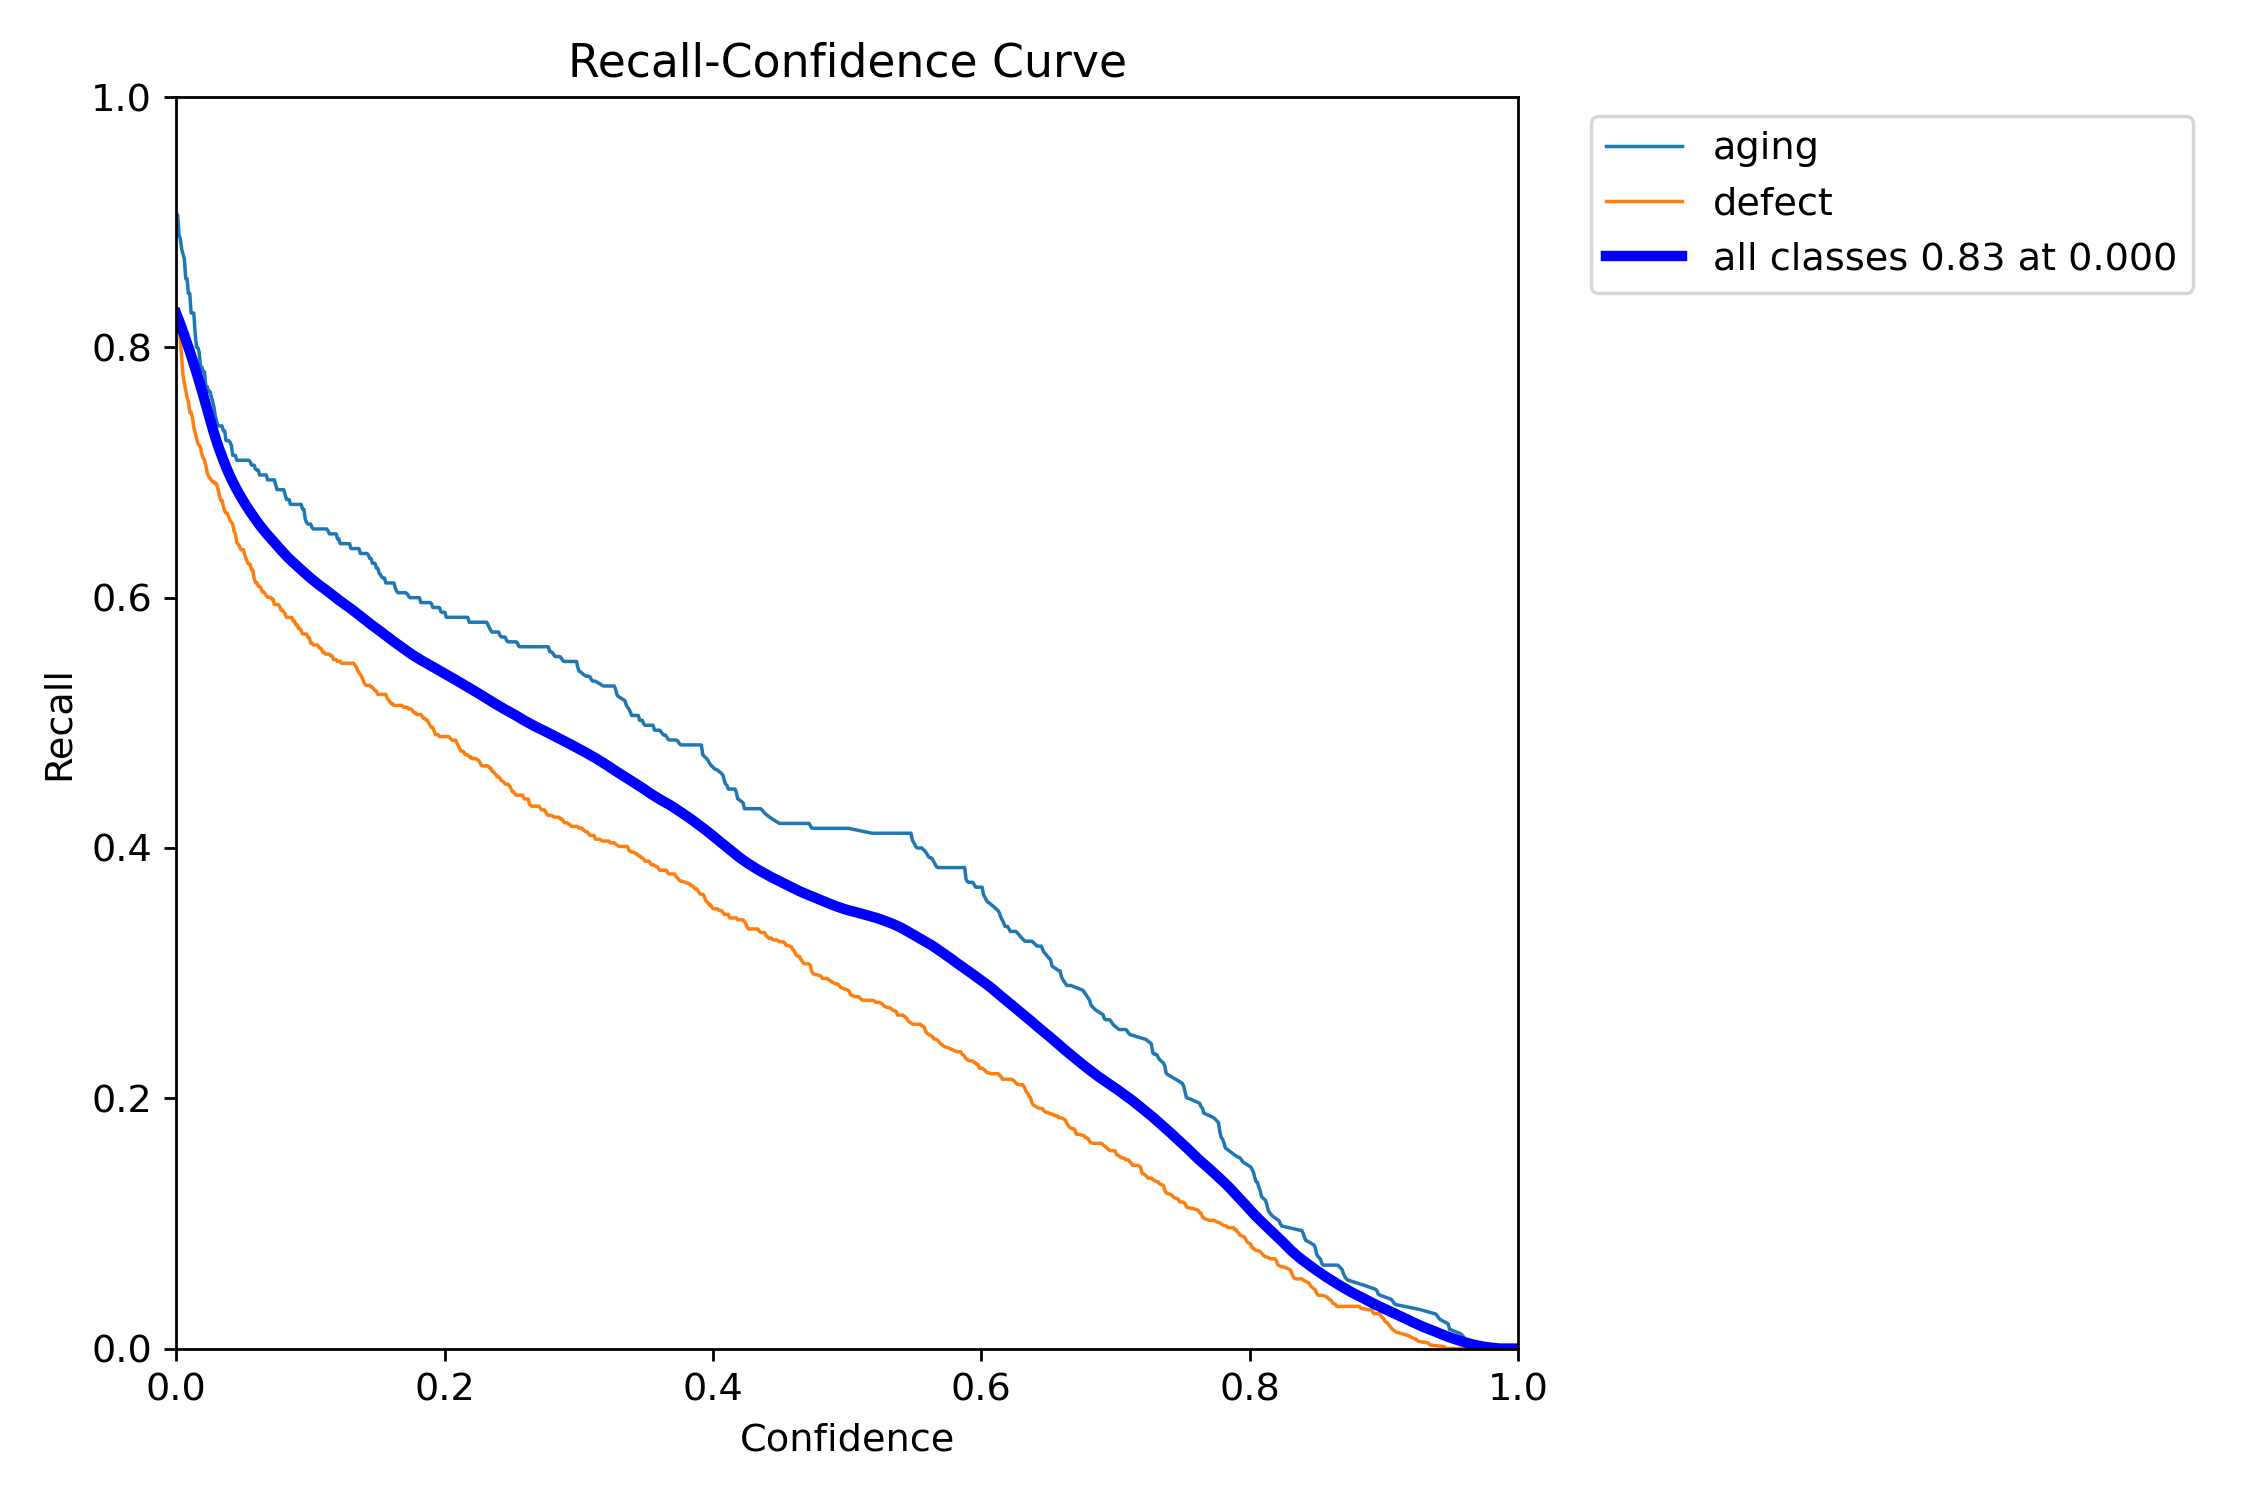 Recall-Confidence Curve
1.0
0.8
0.6
0.4
0.2
0.0
Recall
0.0 0.2 0.4 0.6 0.8 1.0
Confidence
aging
defect
all classes 0.83 at 0.000